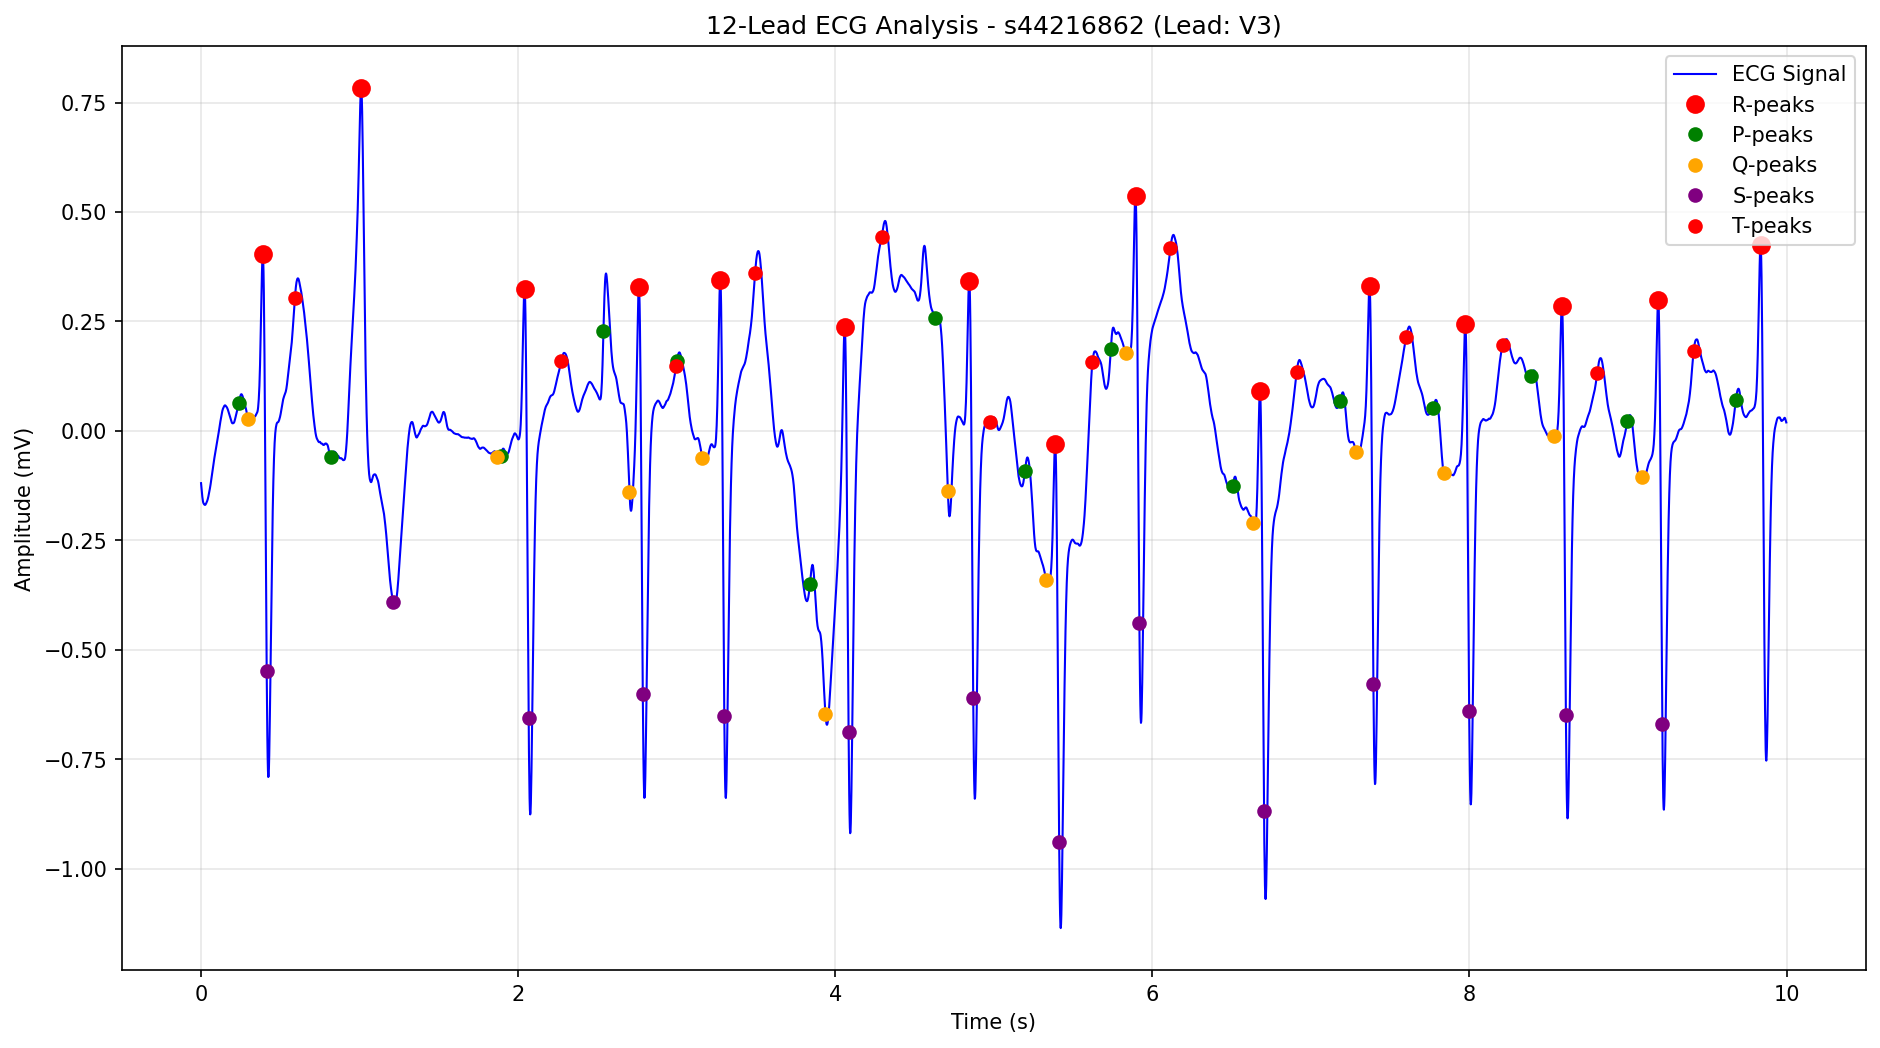 12-Lead ECG Analysis - s44216862 (Lead: V3)
ECG Signal
R-peaks
P-peaks
Q-peaks
S-peaks
T-peaks
Amplitude (mV)
0.75
0.50
0.25
0.00
−0.25
−0.50
−0.75
−1.00
0 2 4 6 8 10
Time (s)